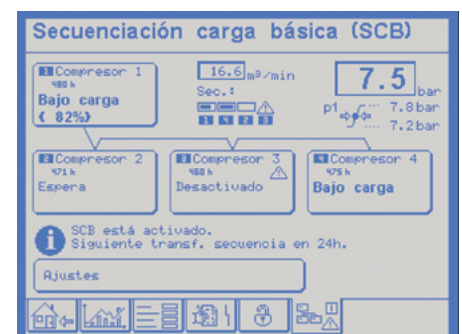 Secuenciación carga básica (SCB)
1 Compresor 1
480 h
Bajo carga
( 82%)
16.6 m³/min
Sec.:
1 4 2 3
7.5 bar
p1
7.8 bar
7.2 bar
2 Compresor 2
471 h
Espera
3 Compresor 3
460 h
Desactivado
4 Compresor 4
475 h
Bajo carga
SCB está activado.
Siguiente transf. secuencia en 24h.
Ajustes